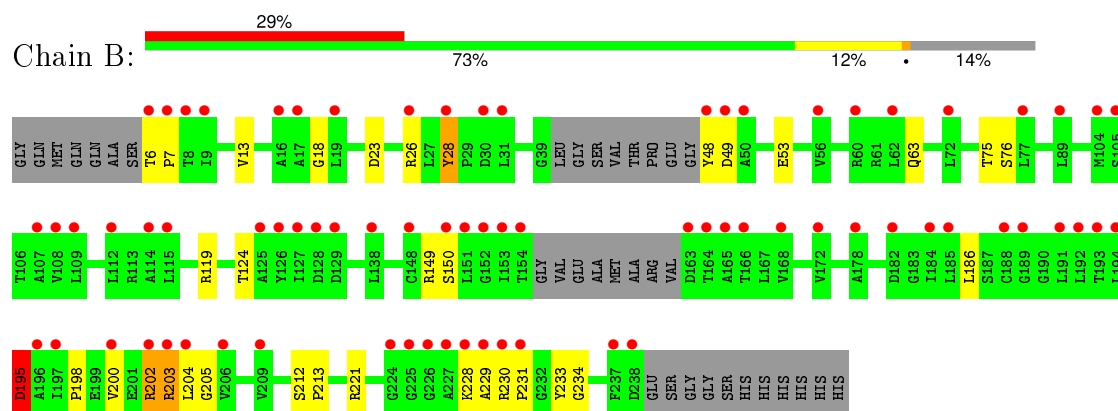 29%
Chain B:
73% 12% • 14%
GLY GLN MET GLN GLN ALA SER T6 P7 T8 I9 V13 A16 A17 G18 L19 D23 R26 L27 Y28 P29 D30 L31 G39 LEU GLY SER VAL THR PRO GLU GLY Y48 D49 A50 E53 V56 R60 R61 L62 Q63 L72 T75 S76 L77 L89 M104 S105
T106 A107 V108 L109 L112 R113 A114 L115 R119 T124 A125 Y126 I127 D128 D129 L138 C148 R149 S150 L151 G152 I153 T154 GLY VAL GLU ALA MET ALA ARG VAL D163 T164 A165 T166 L167 V168 V172 A178 D182 G183 I184 L185 L186 S187 C188 G189 G190 L191 L192 T193 L194
D195 A196 I197 P198 E199 V200 E201 R202 R203 L204 G205 V206 V209 S212 P213 R221 G224 G225 G226 A227 K228 A229 R230 P231 G232 Y233 G234 F237 D238 GLU SER GLY GLY SER HIS HIS HIS HIS HIS HIS